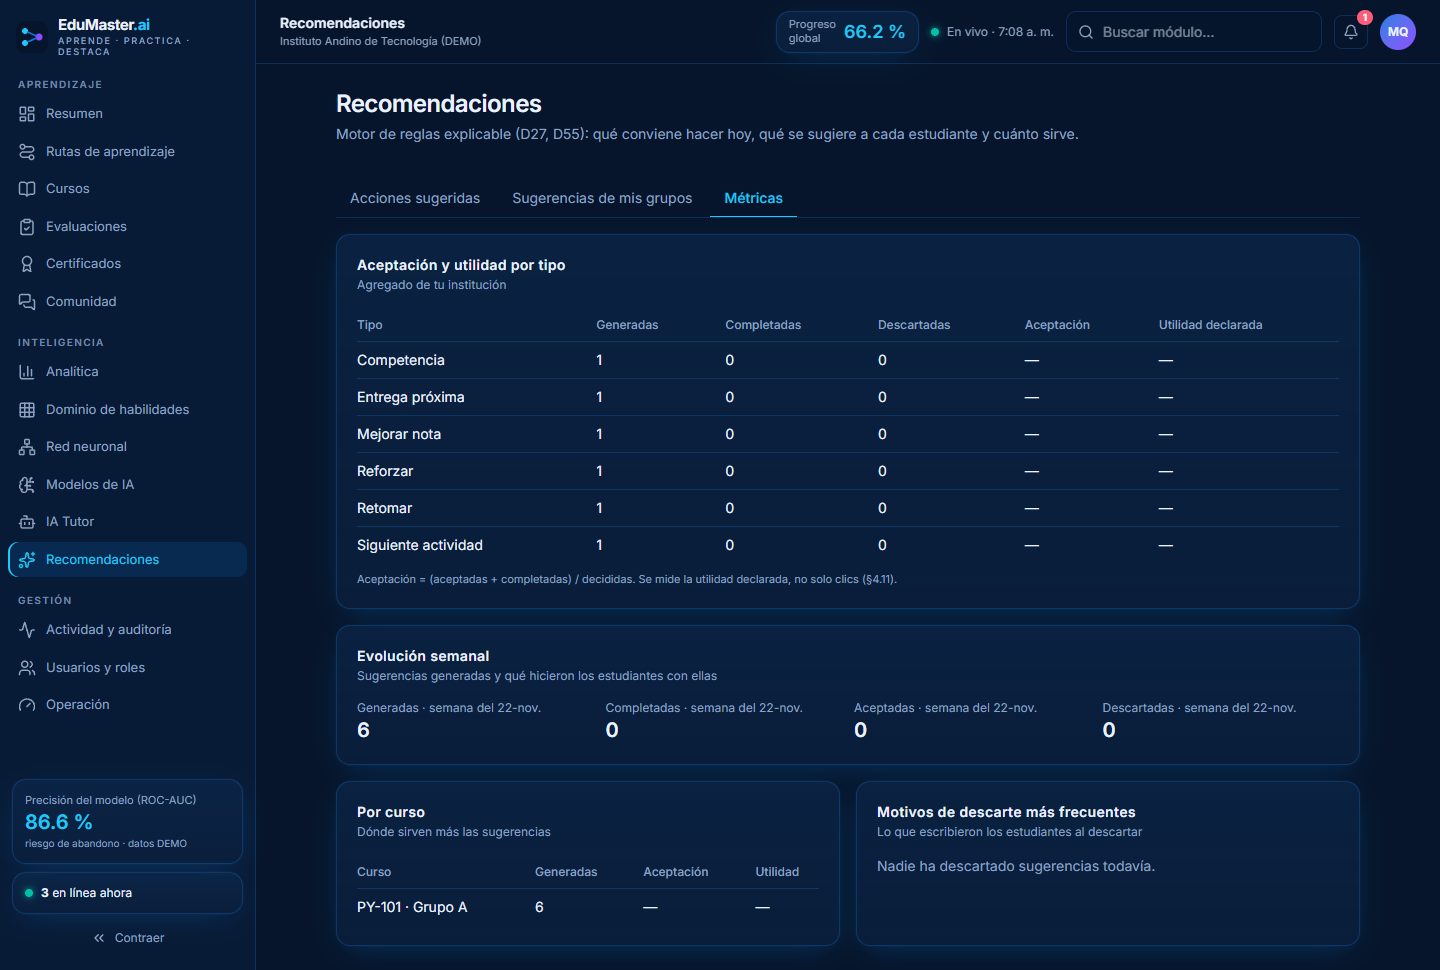 EduMaster.ai
APRENDE · PRACTICA ·
DESTACA
APRENDIZAJE
Resumen
Rutas de aprendizaje
Cursos
Evaluaciones
Certificados
Comunidad
INTELIGENCIA
Analítica
Dominio de habilidades
Red neuronal
Modelos de IA
IA Tutor
Recomendaciones
GESTIÓN
Actividad y auditoría
Usuarios y roles
Operación
Precisión del modelo (ROC-AUC)
86.6 %
riesgo de abandono · datos DEMO
3 en línea ahora
Contraer
Recomendaciones
Instituto Andino de Tecnología (DEMO)
Progreso
global
66.2 %
En vivo · 7:08 a. m.
Buscar módulo...
1
MQ
Recomendaciones
Motor de reglas explicable (D27, D55): qué conviene hacer hoy, qué se sugiere a cada estudiante y cuánto sirve.
Acciones sugeridas Sugerencias de mis grupos Métricas
Aceptación y utilidad por tipo
Agregado de tu institución
Tipo Generadas Completadas Descartadas Aceptación Utilidad declarada
Competencia 1 0 0 — —
Entrega próxima 1 0 0 — —
Mejorar nota 1 0 0 — —
Reforzar 1 0 0 — —
Retomar 1 0 0 — —
Siguiente actividad 1 0 0 — —
Aceptación = (aceptadas + completadas) / decididas. Se mide la utilidad declarada, no solo clics (§4.11).
Evolución semanal
Sugerencias generadas y qué hicieron los estudiantes con ellas
Generadas · semana del 22-nov. Completadas · semana del 22-nov. Aceptadas · semana del 22-nov. Descartadas · semana del 22-nov.
6 0 0 0
Por curso
Dónde sirven más las sugerencias
Curso Generadas Aceptación Utilidad
PY-101 · Grupo A 6 — —
Motivos de descarte más frecuentes
Lo que escribieron los estudiantes al descartar
Nadie ha descartado sugerencias todavía.